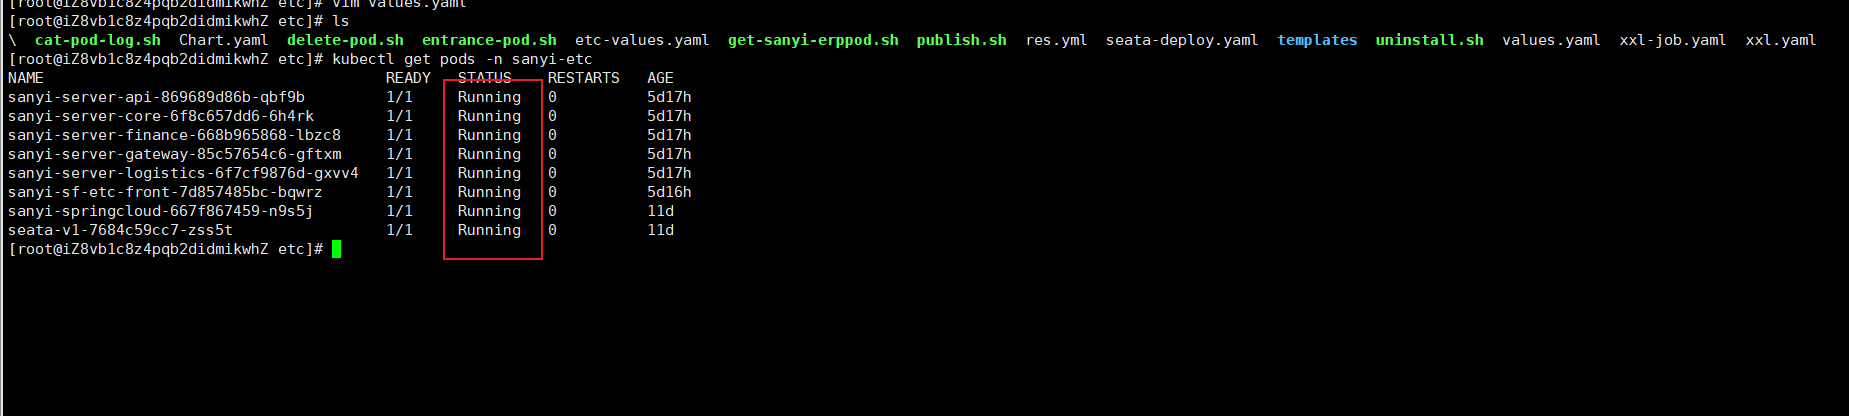 [root@iZ8vb1c8z4pqb2didmikwhZ etc]# vim values.yaml
[root@iZ8vb1c8z4pqb2didmikwhZ etc]# ls
\ cat-pod-log.sh Chart.yaml delete-pod.sh entrance-pod.sh etc-values.yaml get-sanyi-erppod.sh publish.sh res.yml seata-deploy.yaml templates uninstall.sh values.yaml xxl-job.yaml xxl.yaml
[root@iZ8vb1c8z4pqb2didmikwhZ etc]# kubectl get pods -n sanyi-etc
NAME READY STATUS RESTARTS AGE
sanyi-server-api-869689d86b-qbf9b 1/1 Running 0 5d17h
sanyi-server-core-6f8c657dd6-6h4rk 1/1 Running 0 5d17h
sanyi-server-finance-668b965868-lbzc8 1/1 Running 0 5d17h
sanyi-server-gateway-85c57654c6-gftxm 1/1 Running 0 5d17h
sanyi-server-logistics-6f7cf9876d-gxvv4 1/1 Running 0 5d17h
sanyi-sf-etc-front-7d857485bc-bqwrz 1/1 Running 0 5d16h
sanyi-springcloud-667f867459-n9s5j 1/1 Running 0 11d
seata-v1-7684c59cc7-zss5t 1/1 Running 0 11d
[root@iZ8vb1c8z4pqb2didmikwhZ etc]#